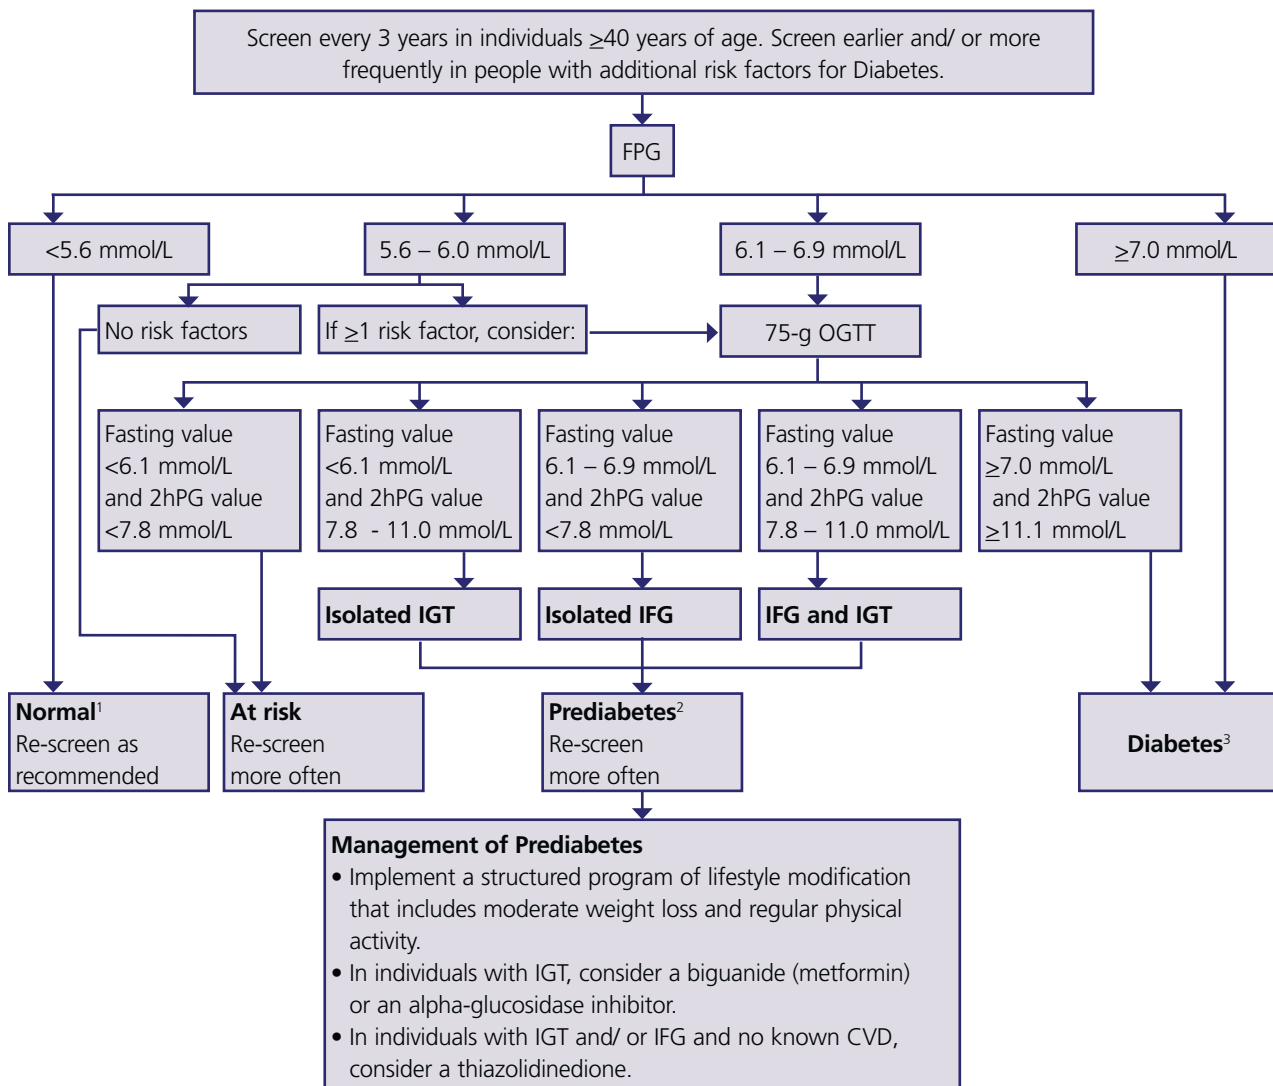 Screen every 3 years in individuals ≥40 years of age. Screen earlier and/ or more
frequently in people with additional risk factors for Diabetes.
FPG
<5.6 mmol/L
5.6 – 6.0 mmol/L
6.1 – 6.9 mmol/L
≥7.0 mmol/L
No risk factors
If ≥1 risk factor, consider:
75-g OGTT
Fasting value
<6.1 mmol/L
and 2hPG value
<7.8 mmol/L
Fasting value
<6.1 mmol/L
and 2hPG value
7.8 - 11.0 mmol/L
Fasting value
6.1 – 6.9 mmol/L
and 2hPG value
<7.8 mmol/L
Fasting value
6.1 – 6.9 mmol/L
and 2hPG value
7.8 – 11.0 mmol/L
Fasting value
≥7.0 mmol/L
and 2hPG value
≥11.1 mmol/L
Isolated IGT
Isolated IFG
IFG and IGT
Normal¹
Re-screen as
recommended
At risk
Re-screen
more often
Prediabetes²
Re-screen
more often
Diabetes³
Management of Prediabetes
• Implement a structured program of lifestyle modification
that includes moderate weight loss and regular physical
activity.
• In individuals with IGT, consider a biguanide (metformin)
or an alpha-glucosidase inhibitor.
• In individuals with IGT and/ or IFG and no known CVD,
consider a thiazolidinedione.